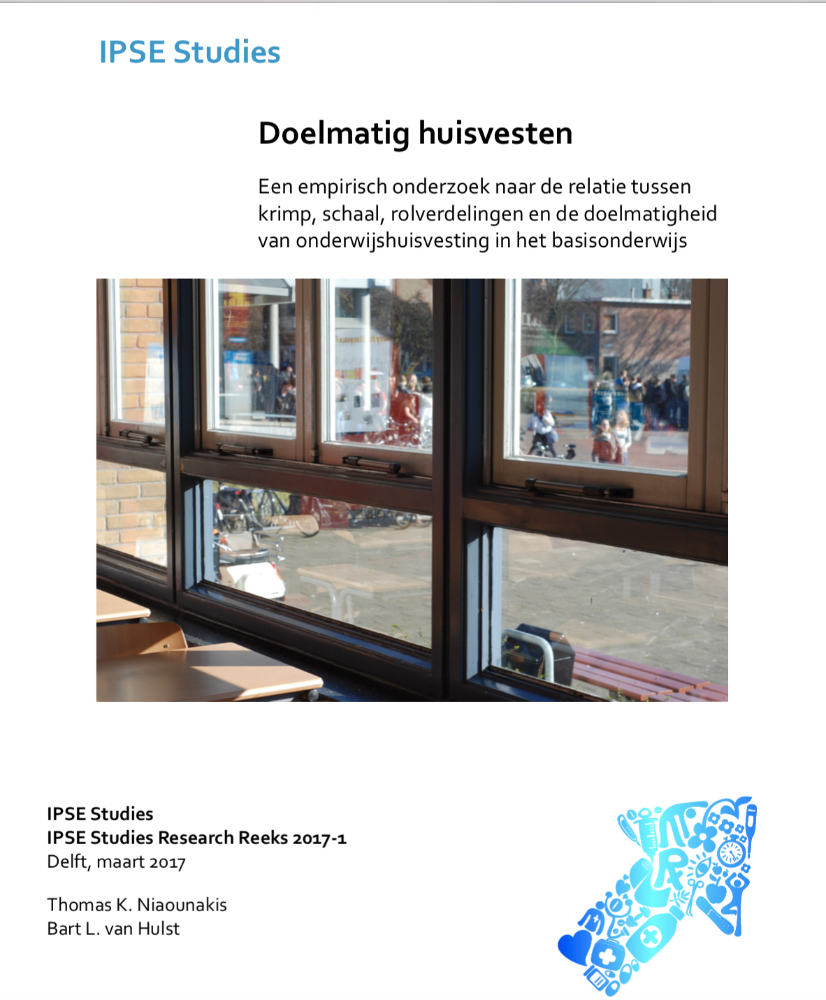 IPSE Studies
Doelmatig huisvesten
Een empirisch onderzoek naar de relatie tussen
krimp, schaal, rolverdelingen en de doelmatigheid
van onderwijshuisvesting in het basisonderwijs
IPSE Studies
IPSE Studies Research Reeks 2017-1
Delft, maart 2017
Thomas K. Niaounakis
Bart L. van Hulst